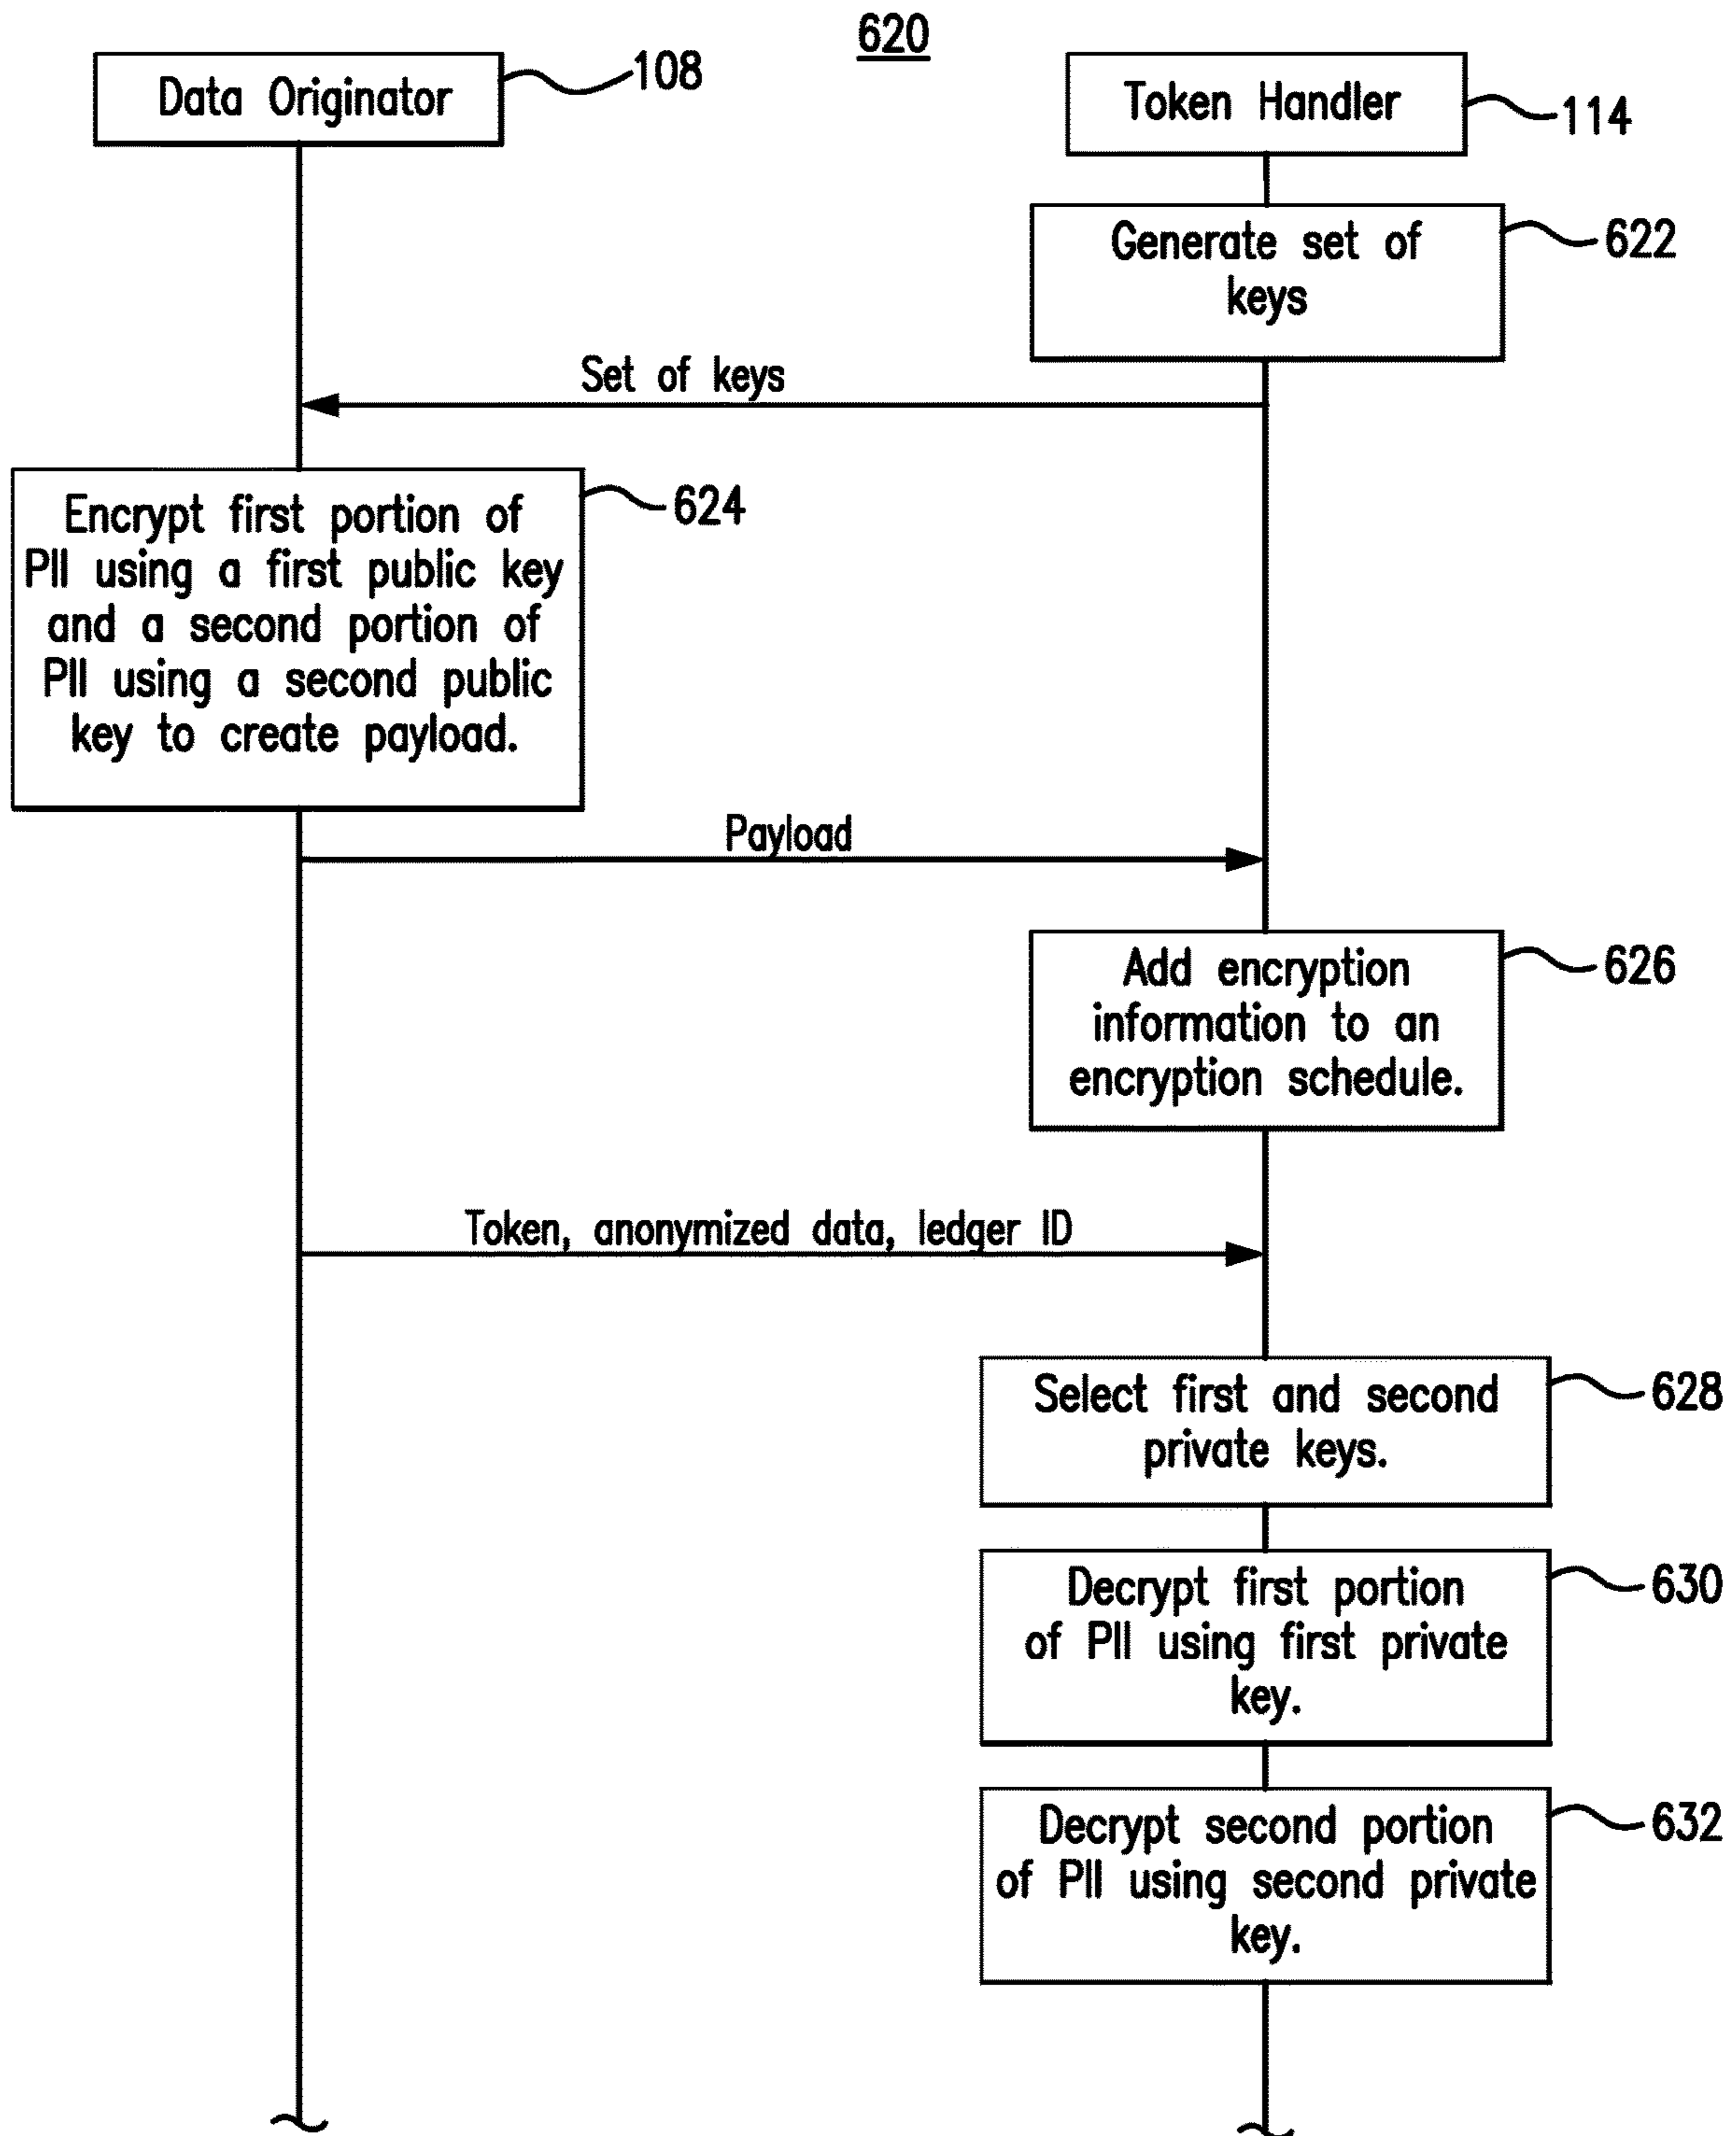 620
Data Originator
108
Token Handler
114
Generate set of
keys
622
Set of keys
Encrypt first portion of
PII using a first public key
and a second portion of
PII using a second public
key to create payload.
624
Payload
Add encryption
information to an
encryption schedule.
626
Token, anonymized data, ledger ID
Select first and second
private keys.
628
Decrypt first portion
of PII using first private
key.
630
Decrypt second portion
of PII using second private
key.
632